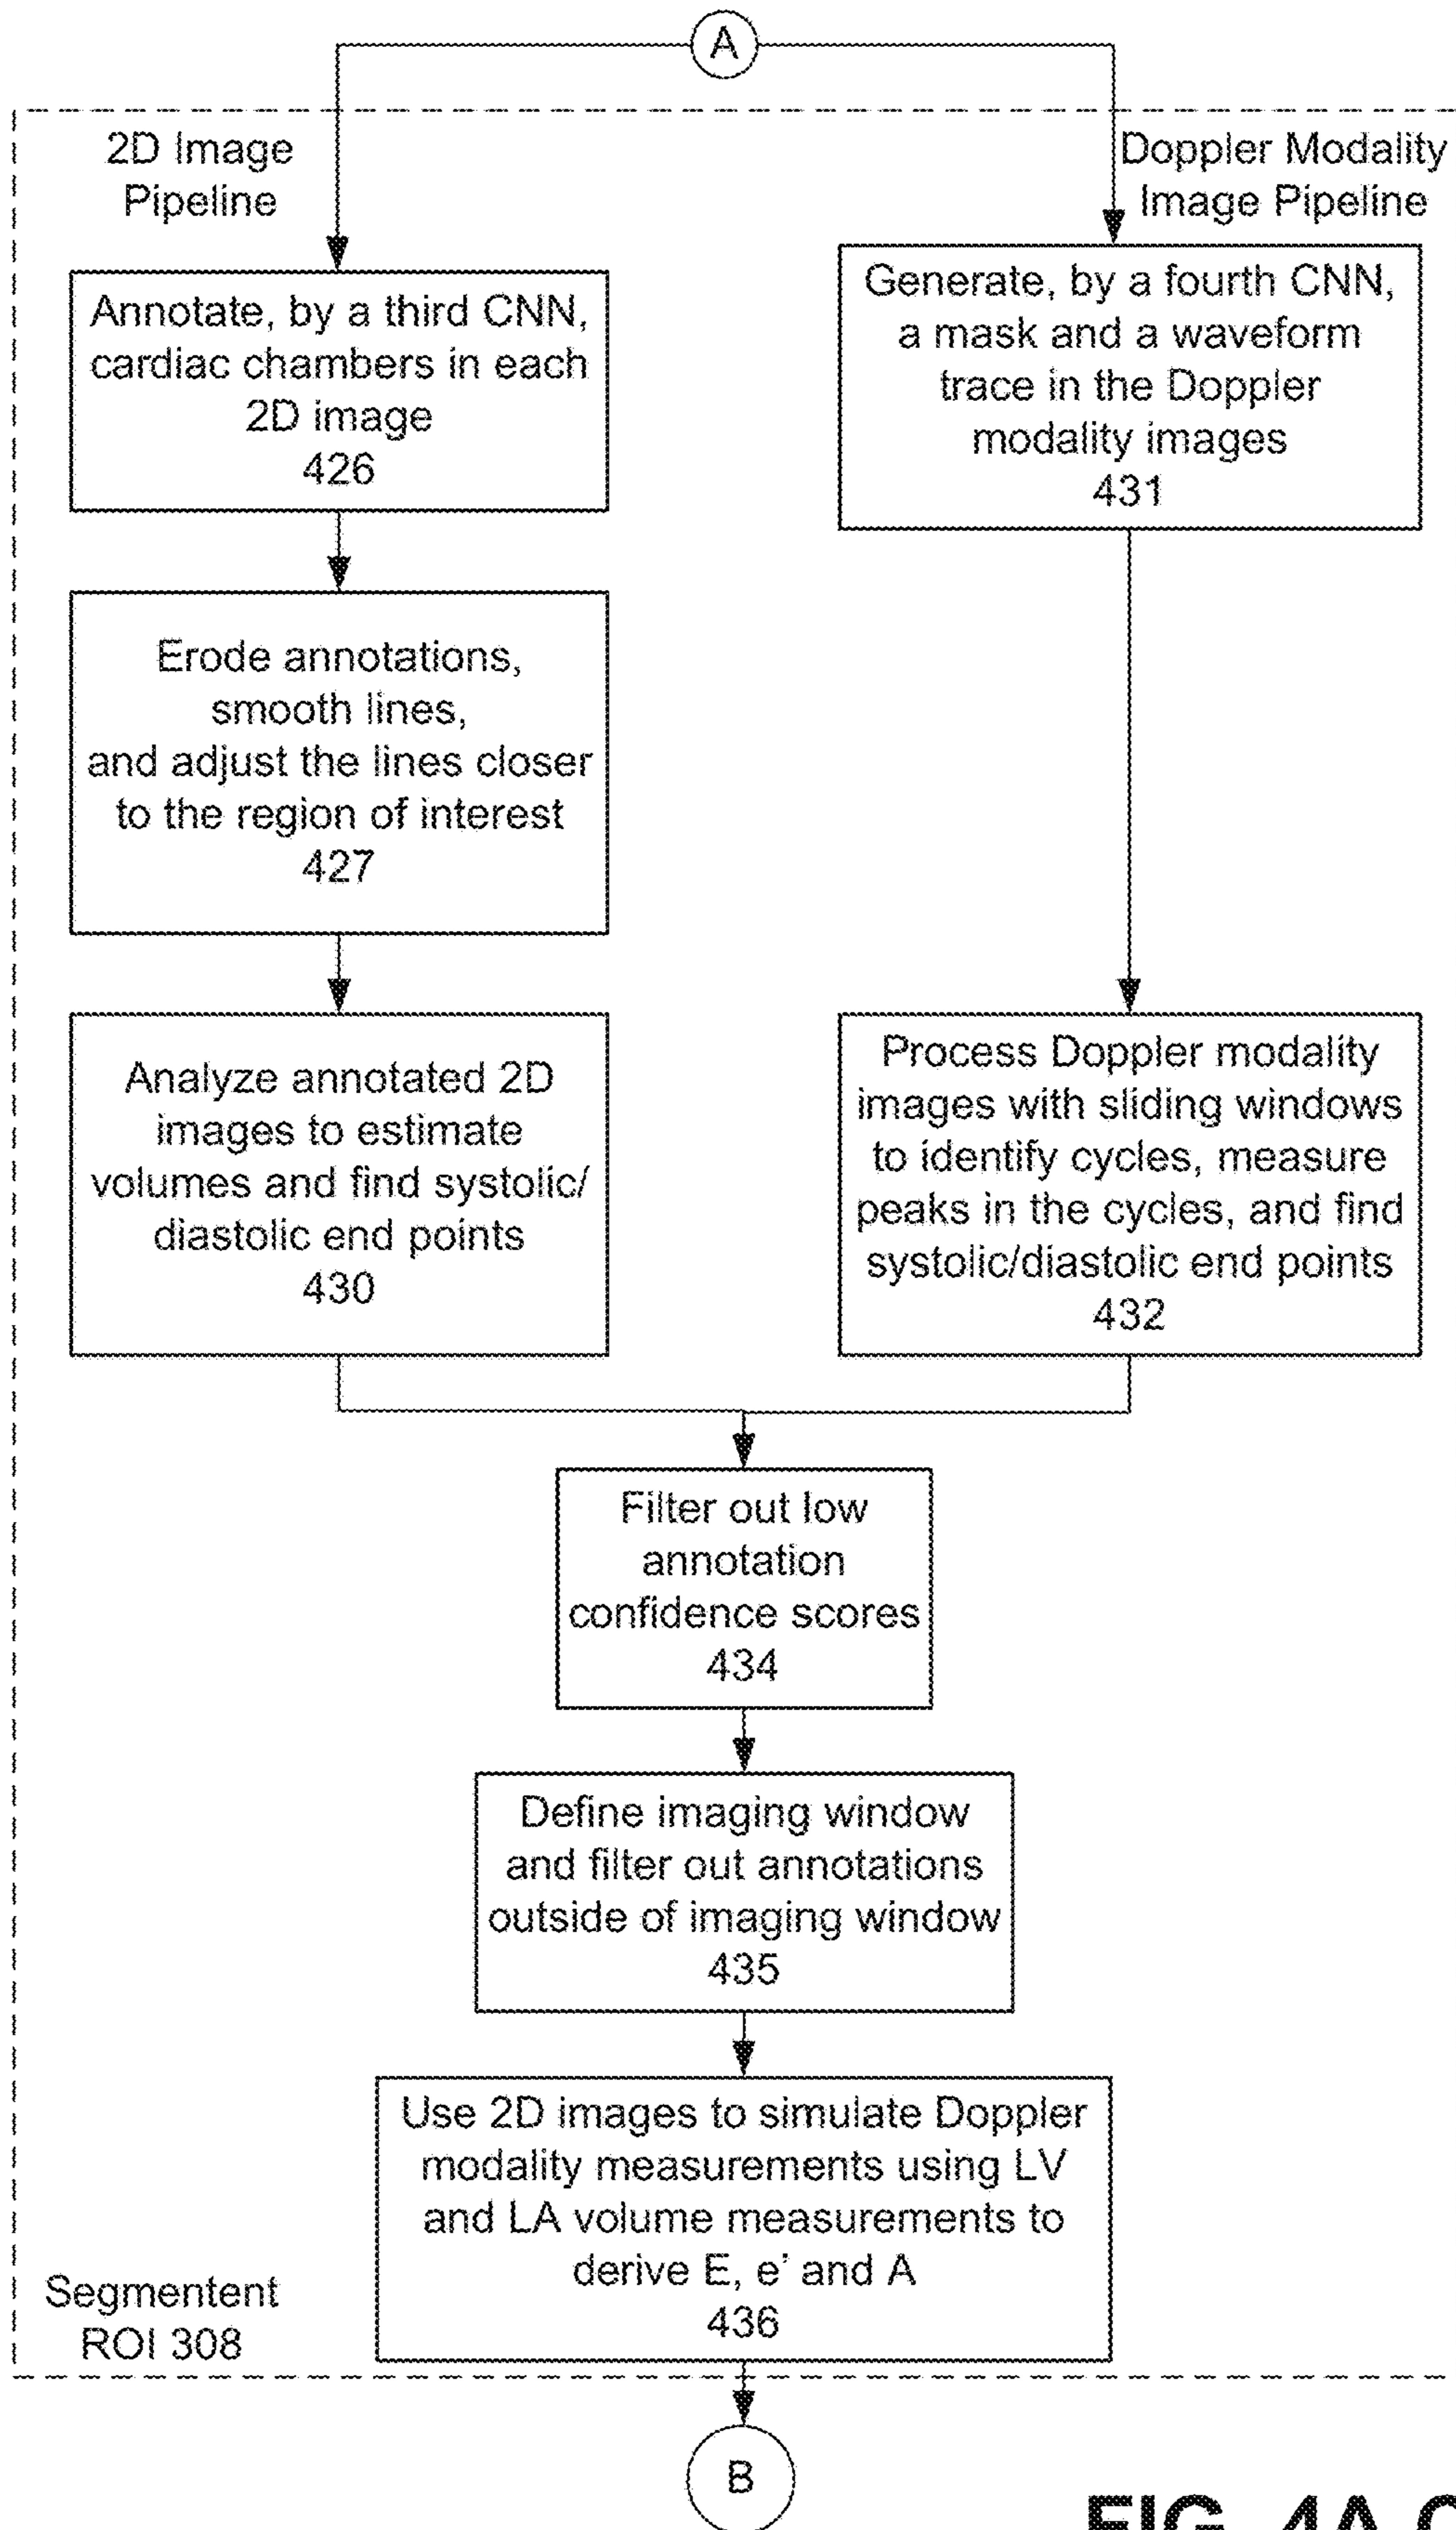 A
2D Image
Pipeline
Doppler Modality
Image Pipeline
Annotate, by a third CNN,
cardiac chambers in each
2D image
426
Generate, by a fourth CNN,
a mask and a waveform
trace in the Doppler
modality images
431
Erode annotations,
smooth lines,
and adjust the lines closer
to the region of interest
427
Analyze annotated 2D
images to estimate
volumes and find systolic/
diastolic end points
430
Process Doppler modality
images with sliding windows
to identify cycles, measure
peaks in the cycles, and find
systolic/diastolic end points
432
Filter out low
annotation
confidence scores
434
Define imaging window
and filter out annotations
outside of imaging window
435
Use 2D images to simulate Doppler
modality measurements using LV
and LA volume measurements to
derive E, e' and A
436
Segmentent
ROI 308
B
FIG. 4A